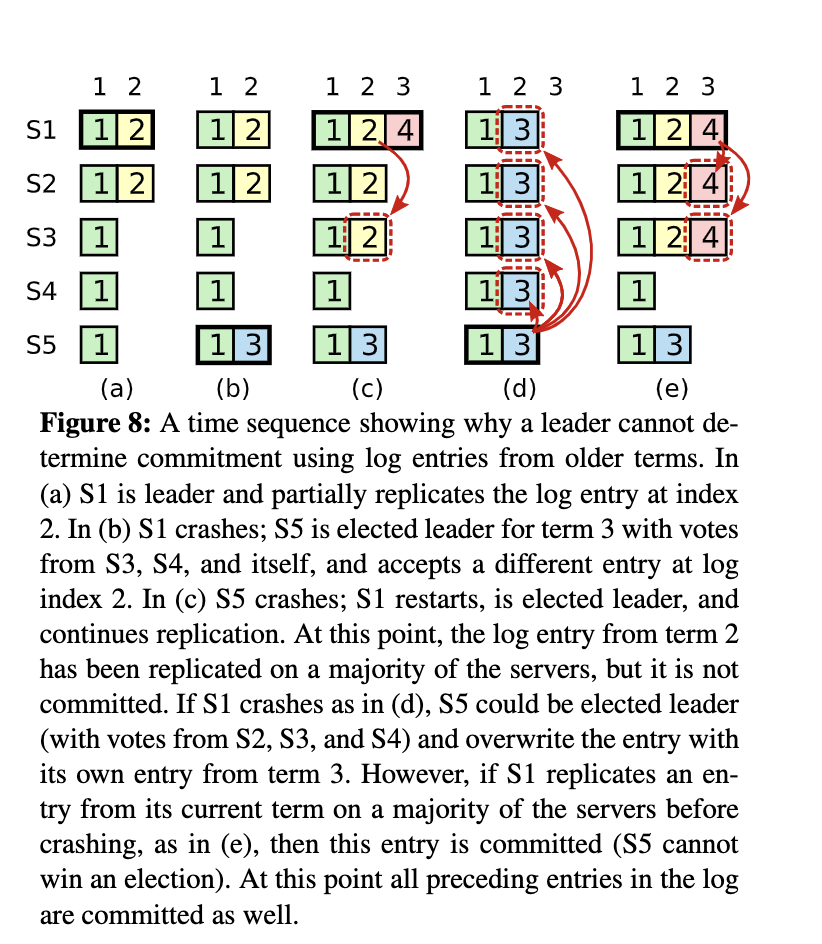 1 2 1 2 1 2 3 1 2 3 1 2 3
S1 1 2 1 2 1 2 4 1 3 1 2 4
S2 1 2 1 2 1 2 1 3 1 2 4
S3 1 1 1 2 1 3 1 2 4
S4 1 1 1 1 3 1
S5 1 1 3 1 3 1 3 1 3
(a) (b) (c) (d) (e)
Figure 8: A time sequence showing why a leader cannot de-
termine commitment using log entries from older terms. In
(a) S1 is leader and partially replicates the log entry at index
2. In (b) S1 crashes; S5 is elected leader for term 3 with votes
from S3, S4, and itself, and accepts a different entry at log
index 2. In (c) S5 crashes; S1 restarts, is elected leader, and
continues replication. At this point, the log entry from term 2
has been replicated on a majority of the servers, but it is not
committed. If S1 crashes as in (d), S5 could be elected leader
(with votes from S2, S3, and S4) and overwrite the entry with
its own entry from term 3. However, if S1 replicates an en-
try from its current term on a majority of the servers before
crashing, as in (e), then this entry is committed (S5 cannot
win an election). At this point all preceding entries in the log
are committed as well.